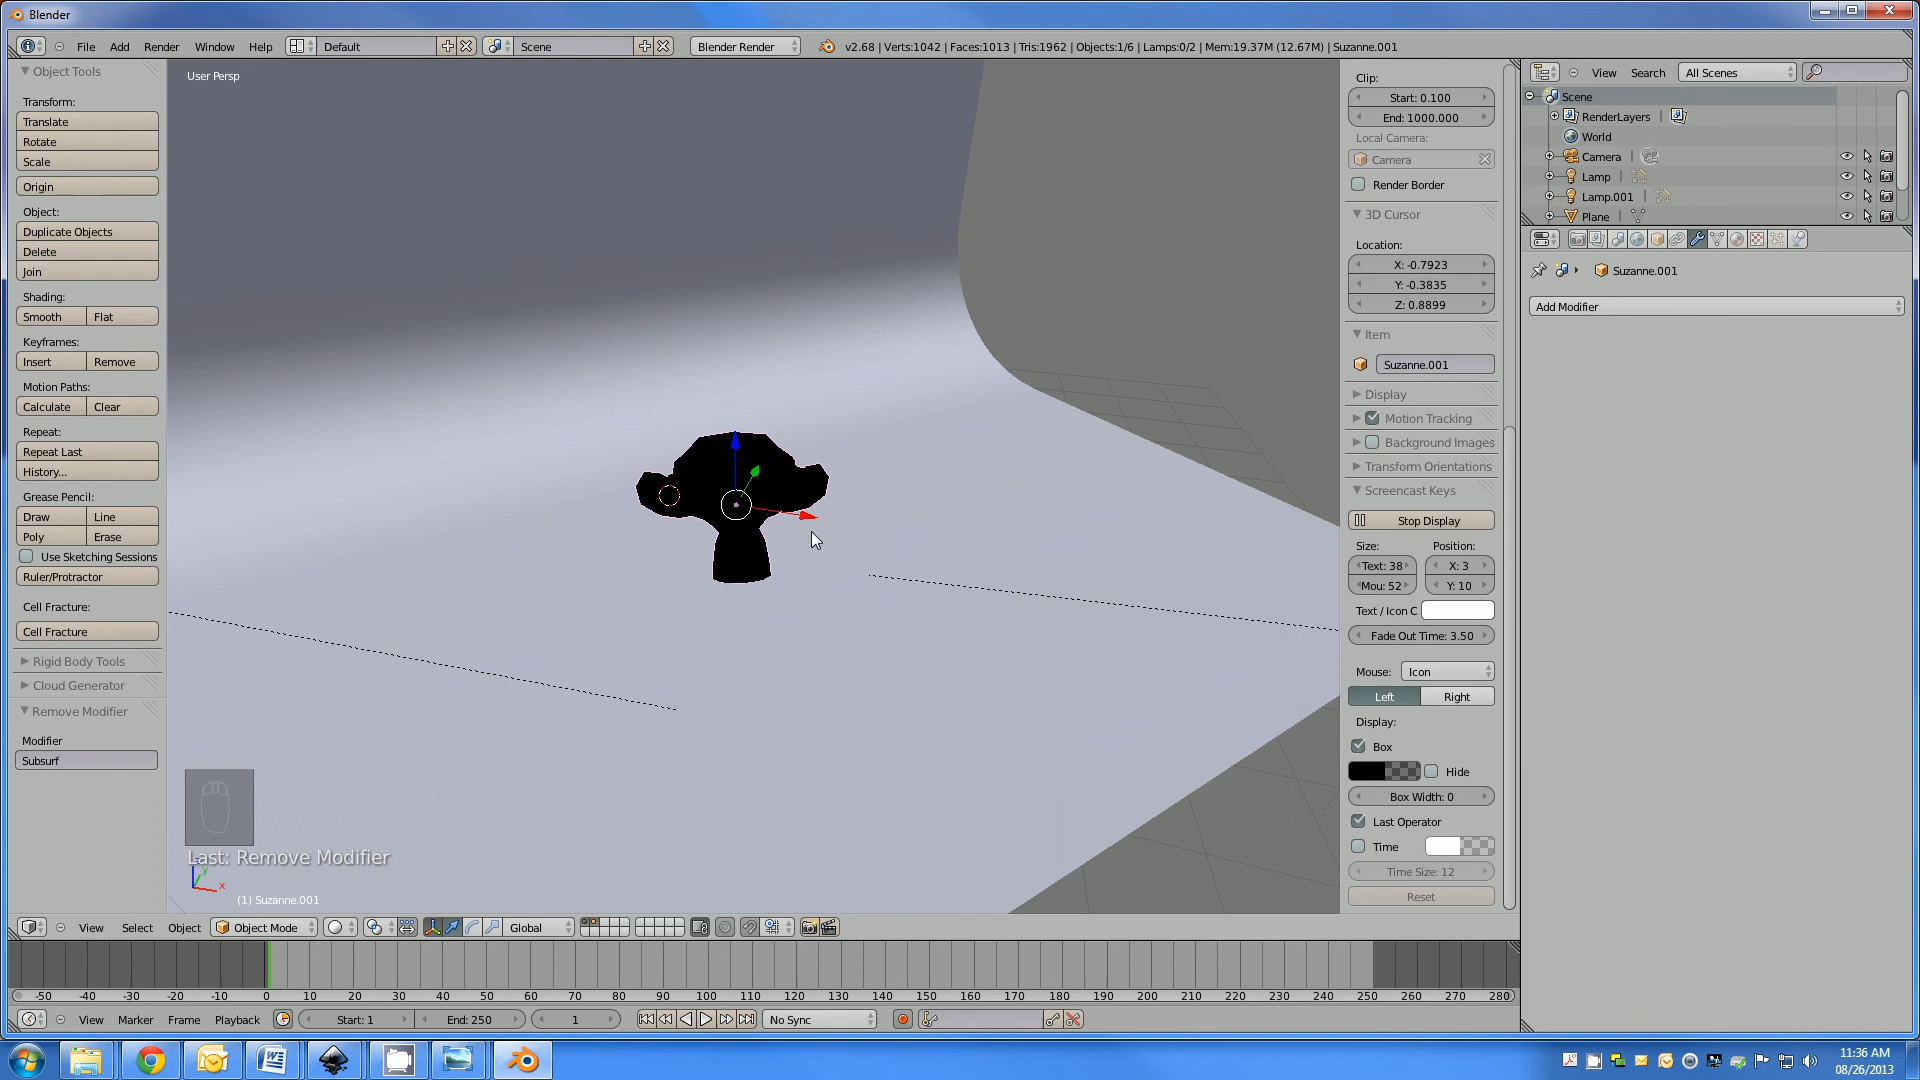 Blender
File Add Render Window Help Default Scene Blender Render v2.68 | Verts:1042 | Faces:1013 | Tris:1962 | Objects:1/6 | Lamps:0/2 | Mem:19.37M (12.67M) | Suzanne.001
Object Tools
Transform:
Translate
Rotate
Scale
Origin
Object:
Duplicate Objects
Delete
Join
Shading:
Smooth Flat
Keyframes:
Insert Remove
Motion Paths:
Calculate Clear
Repeat:
Repeat Last
History...
Grease Pencil:
Draw Line
Poly Erase
Use Sketching Sessions
Ruler/Protractor
Cell Fracture:
Cell Fracture
Rigid Body Tools
Cloud Generator
Remove Modifier
Modifier
Subsurf
User Persp
Last: Remove Modifier
y
x
(1) Suzanne.001
Clip:
Start: 0.100
End: 1000.000
Local Camera:
Camera
Render Border
3D Cursor
Location:
X: -0.7923
Y: -0.3835
Z: 0.8899
Item
Suzanne.001
Display
Motion Tracking
Background Images
Transform Orientations
Screencast Keys
Stop Display
Size: Position:
Text: 38 X: 3
Mou: 52 Y: 10
Text / Icon C
Fade Out Time: 3.50
Mouse: Icon
Left Right
Display:
Box
Hide
Box Width: 0
Last Operator
Time
Time Size: 12
Reset
View Search All Scenes
Scene
RenderLayers
World
Camera
Lamp
Lamp.001
Plane
Suzanne.001
Add Modifier
View Select Object Object Mode Global
-50 -40 -30 -20 -10 0 10 20 30 40 50 60 70 80 90 100 110 120 130 140 150 160 170 180 190 200 210 220 230 240 250 260 270 280
View Marker Frame Playback Start: 1 End: 250 1 No Sync
11:36 AM
08/26/2013